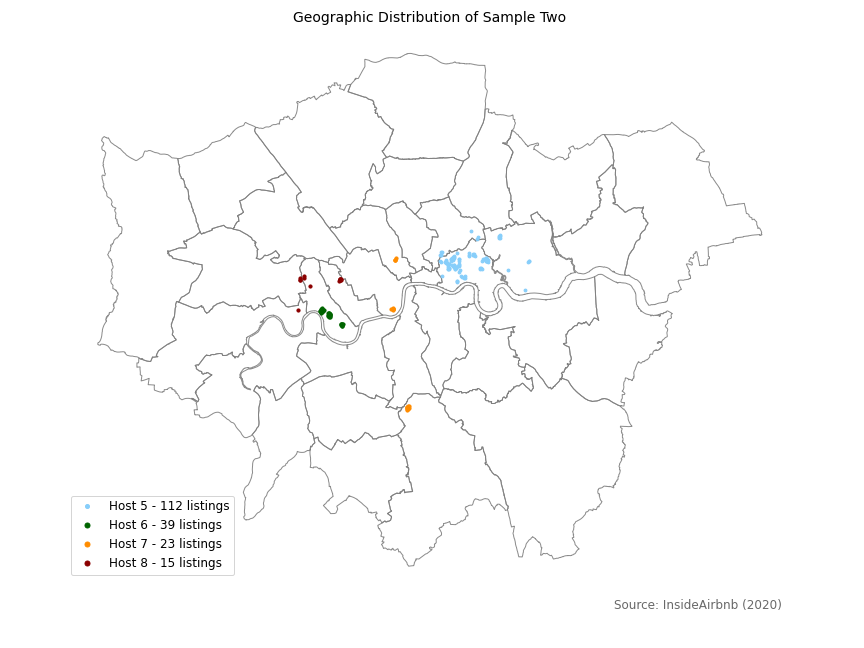 Geographic Distribution of Sample Two
Host 5 - 112 listings
Host 6 - 39 listings
Host 7 - 23 listings
Host 8 - 15 listings
Source: InsideAirbnb (2020)